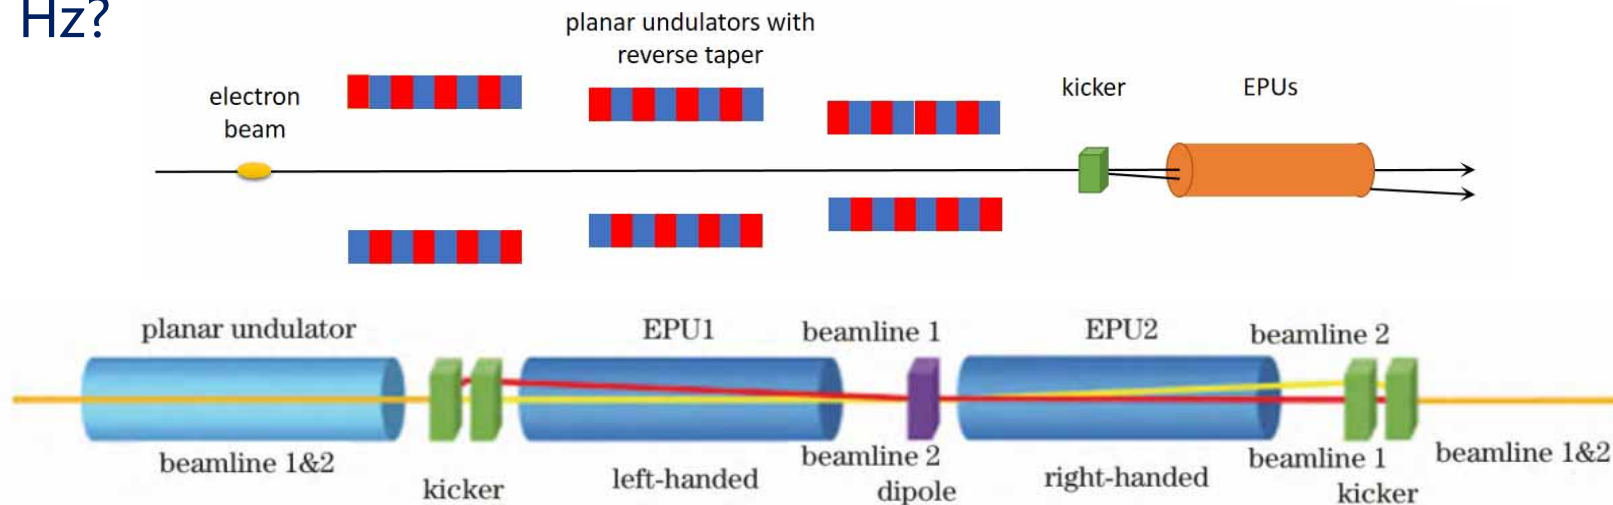 Hz?
planar undulators with
reverse taper
electron
beam
kicker
EPUs
planar undulator
EPU1
beamline 1
EPU2
beamline 2
beamline 1&2
kicker
left-handed
beamline 2
dipole
right-handed
beamline 1
kicker
beamline 1&2